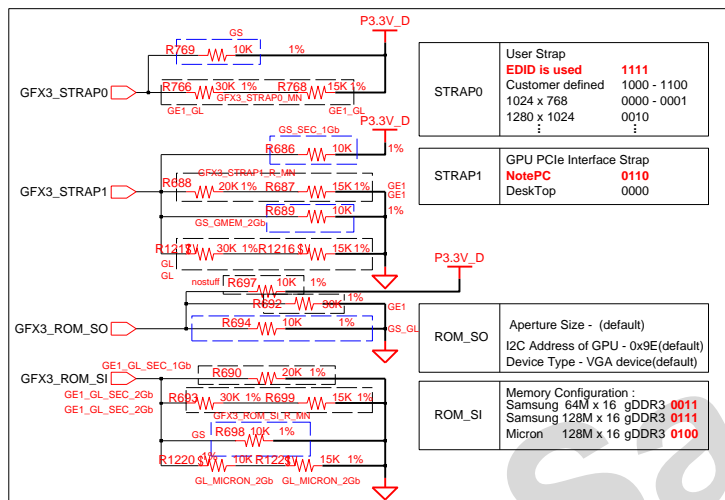 P3.3V_D
GS
R769 10K 1%
GFX3_STRAP0
R766 30K 1% R768 15K 1%
GFX3_STRAP0_MN
GE1_GL GE1_GL
P3.3V_D
GS_SEC_1Gb
R686 10K 1%
GFX3_STRAP1_R_MN
GFX3_STRAP1
R688 20K 1% R687 15K 1%
GE1
GE1
R689 10K 1%
GS_GMEM_2Gb
R1217 30K 1% R1216 15K 1%
GL
GL
P3.3V_D
nostuff
R697 10K 1%
R692 30K 1%
GE1
GFX3_ROM_SO
R694 10K 1%
GS_GL
GFX3_ROM_SI
GE1_GL_SEC_1Gb
R690 20K 1%
GE1_GL_SEC_2Gb
GE1_GL_SEC_2Gb
R693 30K 1% R699 15K 1%
GFX3_ROM_SI_R_MN
GS
R698 10K 1%
1%
R1220 10K R1221 15K 1%
GL_MICRON_2Gb GL_MICRON_2Gb
STRAP0
User Strap
EDID is used 1111
Customer defined 1000 - 1100
1024 x 768 0000 - 0001
1280 x 1024 0010
⋮ ⋮
STRAP1
GPU PCIe Interface Strap
NotePC 0110
DeskTop 0000
ROM_SO
Aperture Size - (default)
I2C Address of GPU - 0x9E(default)
Device Type - VGA device(default)
ROM_SI
Memory Configuration :
Samsung 64M x 16 gDDR3 0011
Samsung 128M x 16 gDDR3 0111
Micron 128M x 16 gDDR3 0100
Sa